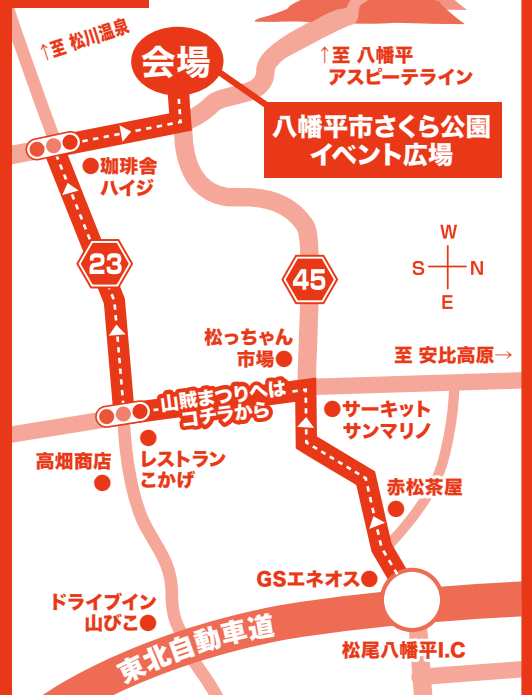 ↑至 松川温泉
会場
↑至 八幡平
アスピーテライン
八幡平市さくら公園
イベント広場
珈琲舎
ハイジ
W
S
N
E
23
45
松っちゃん
市場
至 安比高原→
山賊まつりへは
コチラから
サーキット
サンマリノ
高畑商店
レストラン
こかげ
赤松茶屋
GSエネオス
ドライブイン
山びこ
東北自動車道
松尾八幡平I.C